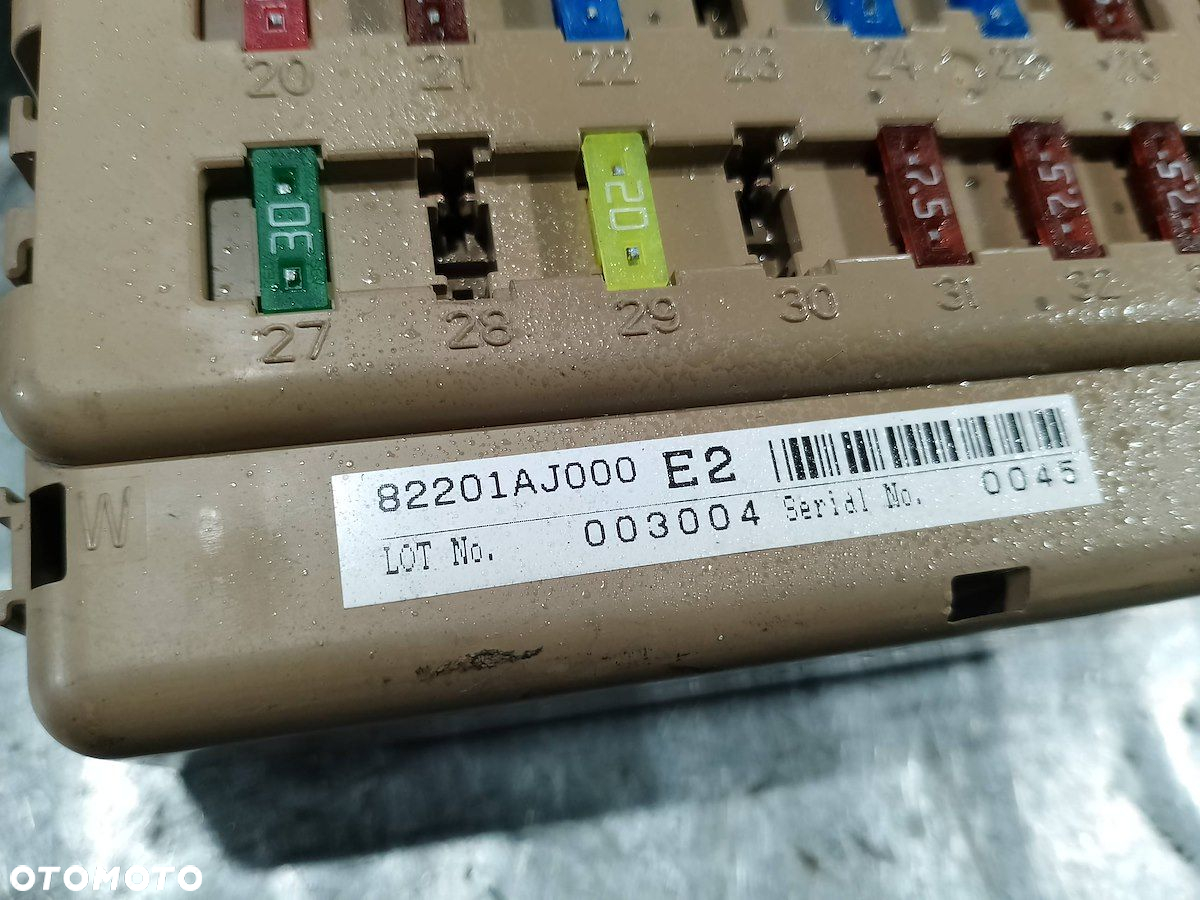 20 21 22 23 24 25 26
30 20 7.5 7.5 7.5
27 28 29 30 31 32
W
82201AJ000 E2
LOT No. 003004 Serial No. 0045
OTOMOTO